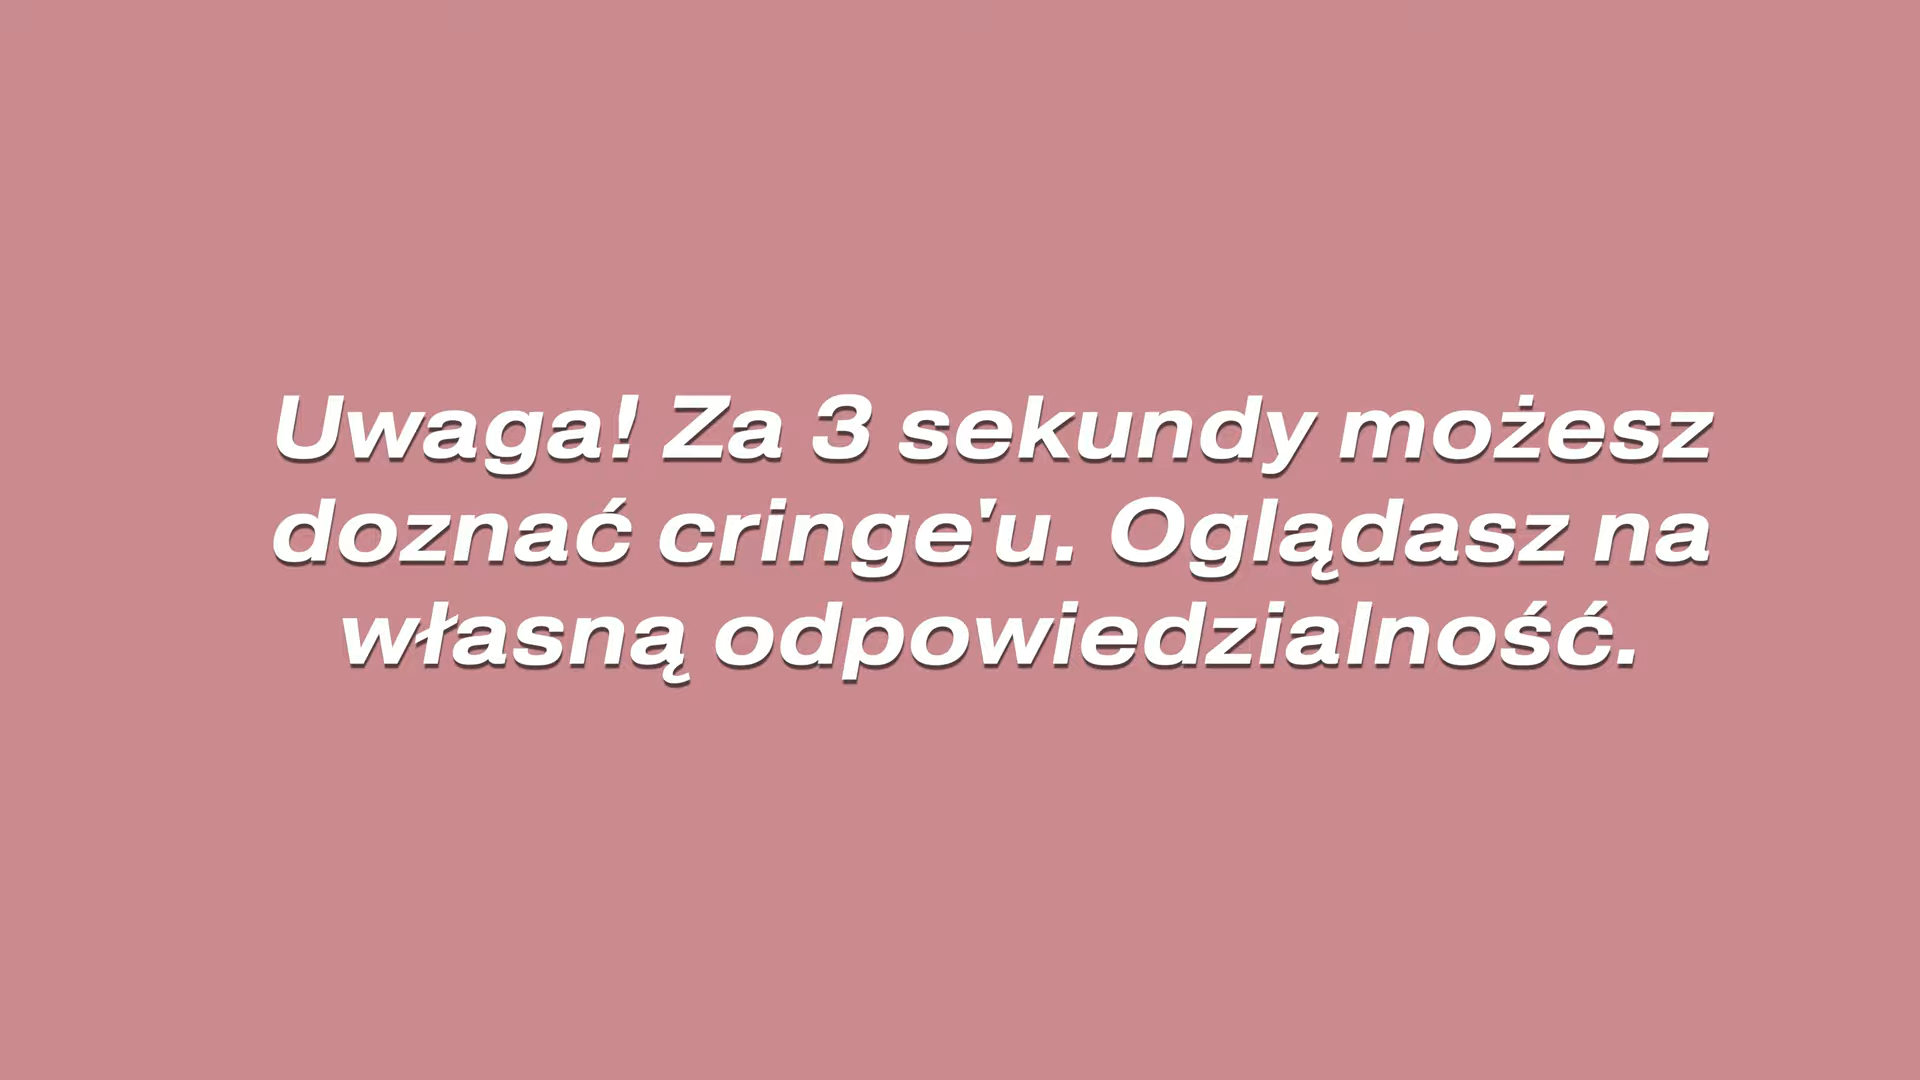 Uwaga! Za 3 sekundy możesz
doznać cringe'u. Oglądasz na
własną odpowiedzialność.